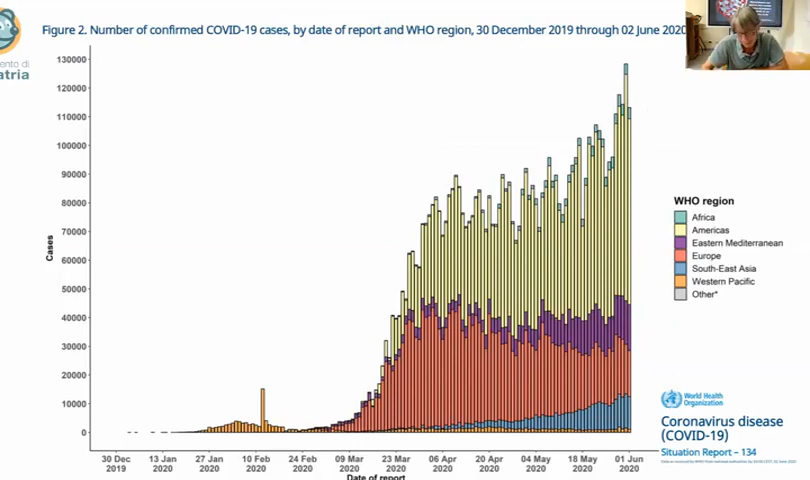 Figure 2. Number of confirmed COVID-19 cases, by date of report and WHO region, 30 December 2019 through 02 June 2020
ento di
atria
130000
120000
110000
100000
90000
80000
70000
60000
50000
40000
30000
20000
10000
0
Cases
30 Dec 2019
13 Jan 2020
27 Jan 2020
10 Feb 2020
24 Feb 2020
09 Mar 2020
23 Mar 2020
06 Apr 2020
20 Apr 2020
04 May 2020
18 May 2020
01 Jun 2020
Date of report
WHO region
Africa
Americas
Eastern Mediterranean
Europe
South-East Asia
Western Pacific
Other*
World Health
Organization
Coronavirus disease
(COVID-19)
Situation Report – 134